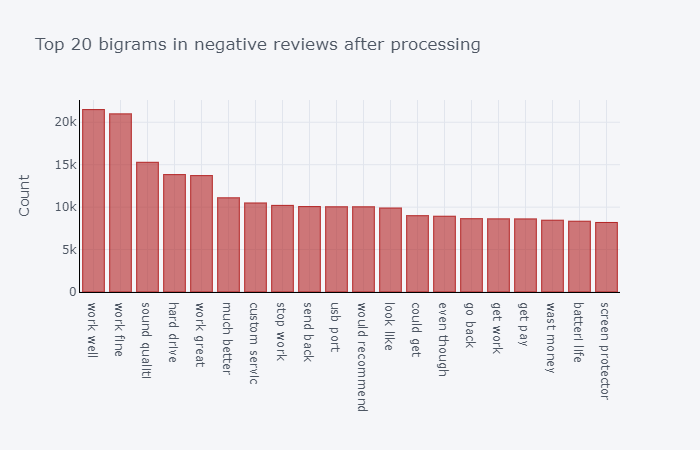 Top 20 bigrams in negative reviews after processing
Count
20k
15k
10k
5k
0
work well
work fine
sound qualiti
hard drive
work great
much better
custom servic
stop work
send back
usb port
would recommend
look like
could get
even though
go back
get work
get pay
wast money
batteri life
screen protector